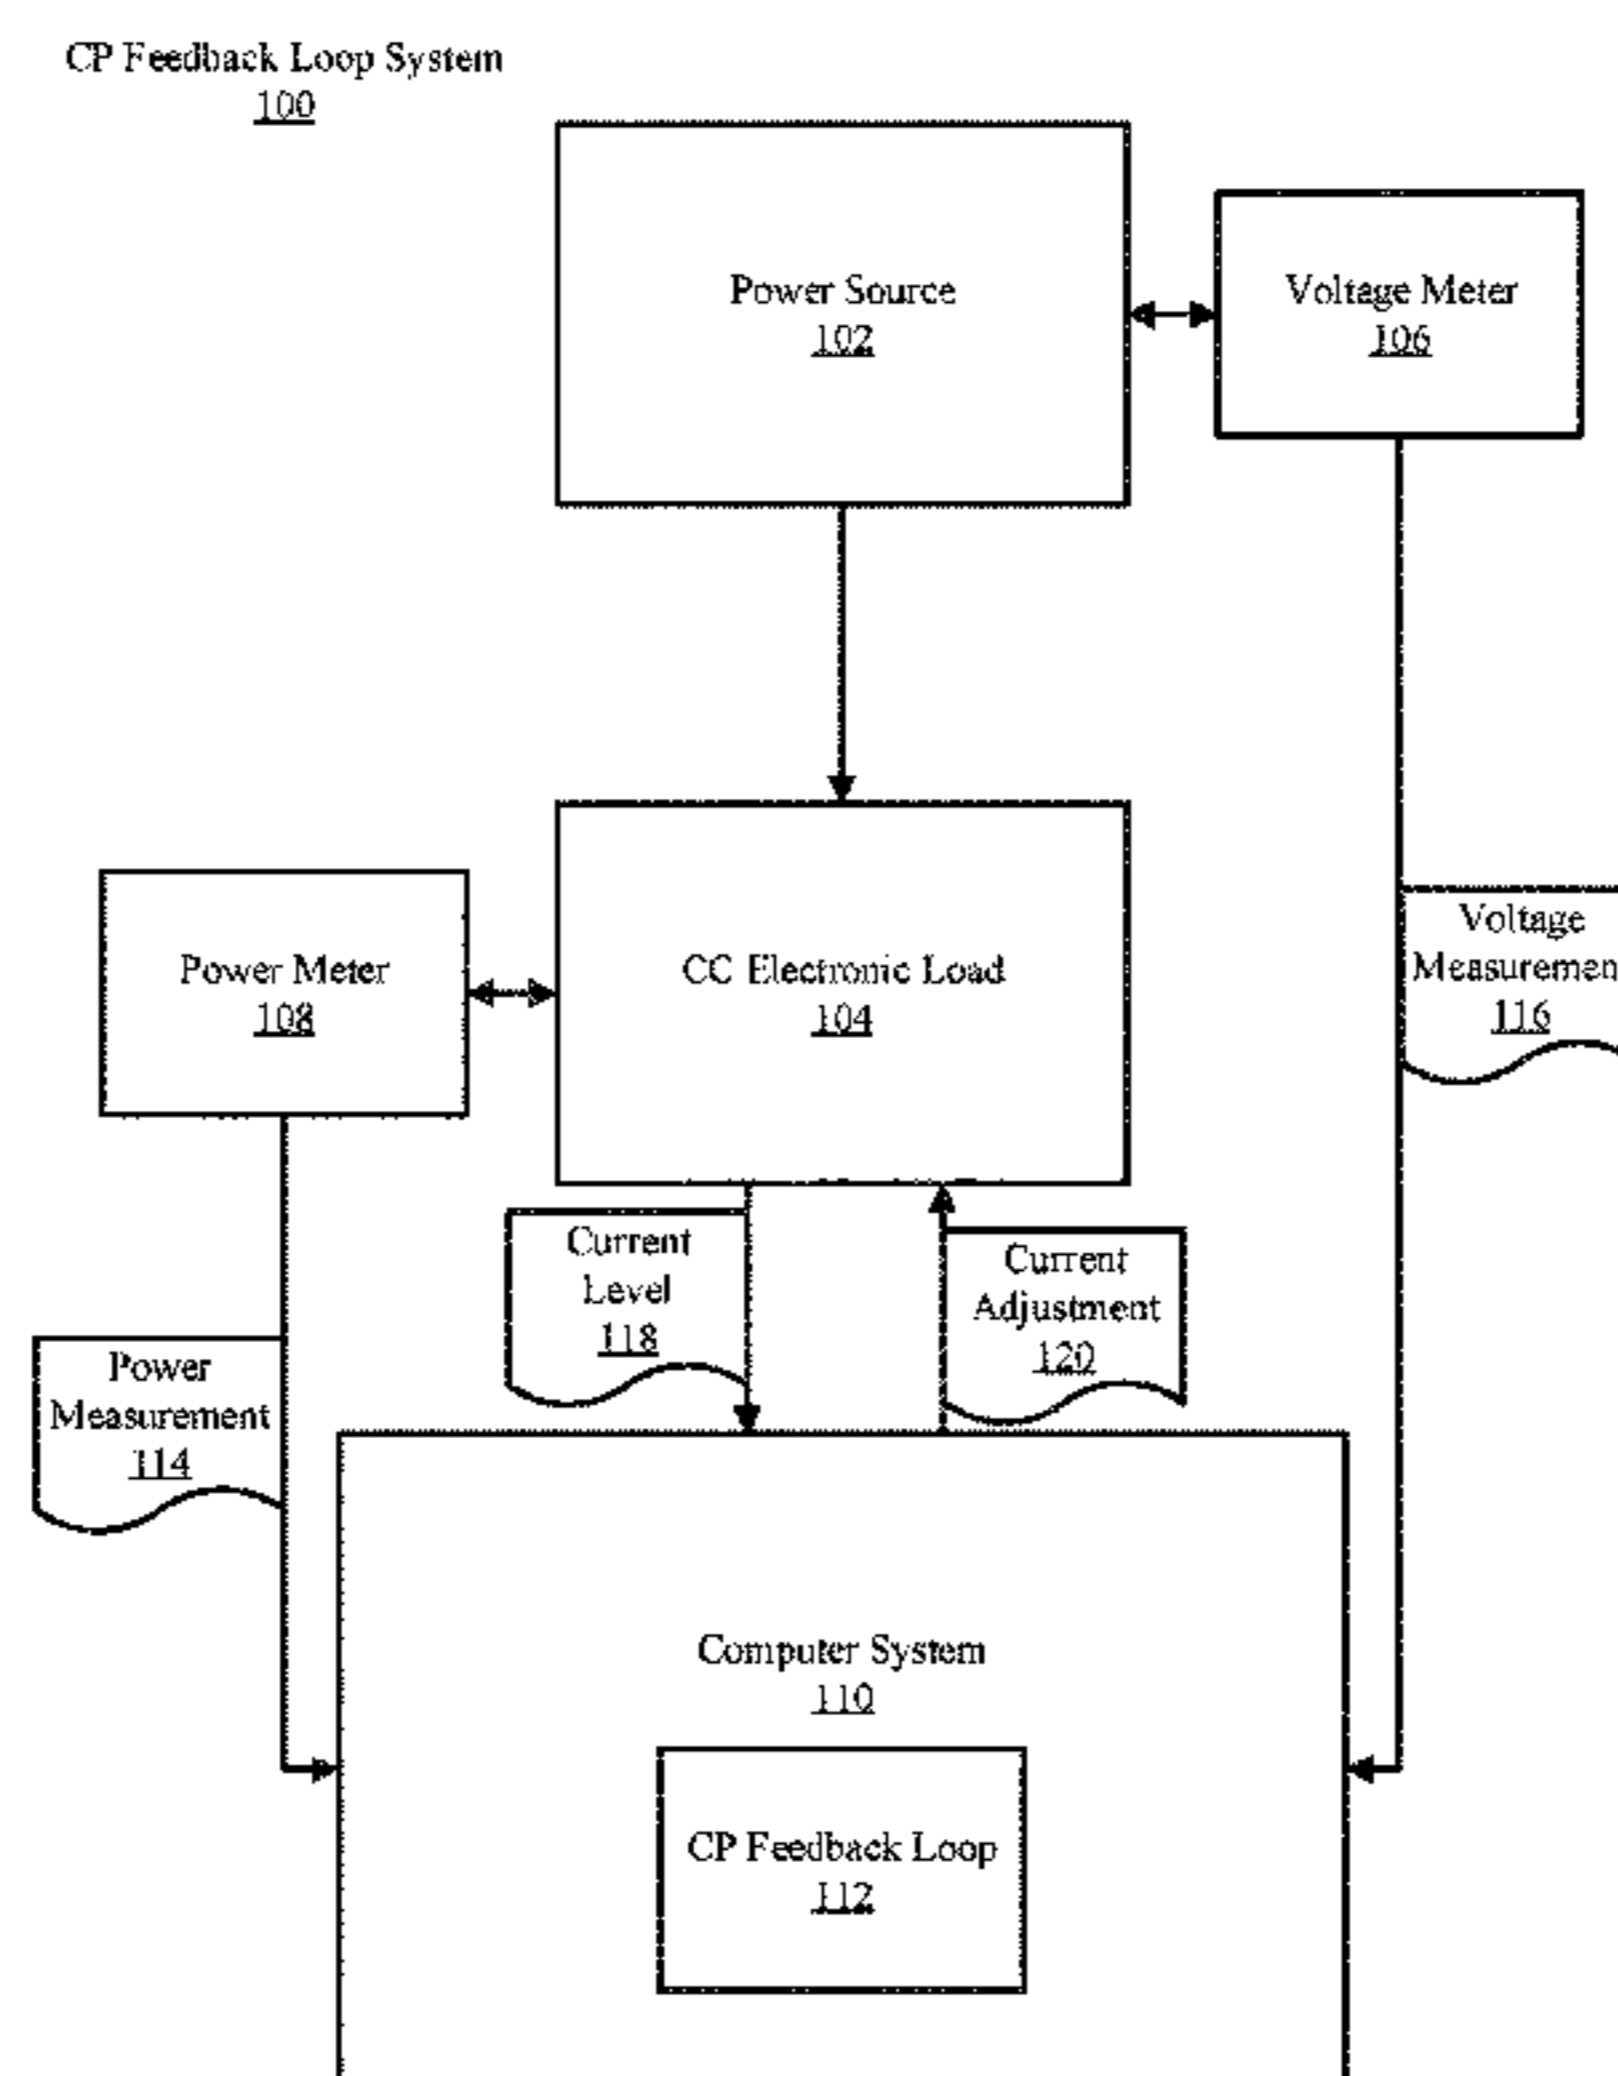 CP Feedback Loop System
100
Power Source
102
Voltage Meter
106
Power Meter
108
CC Electronic Load
104
Voltage
Measuremen
116
Current
Level
118
Current
Adjustment
120
Power
Measurement
114
Computer System
110
CP Feedback Loop
112